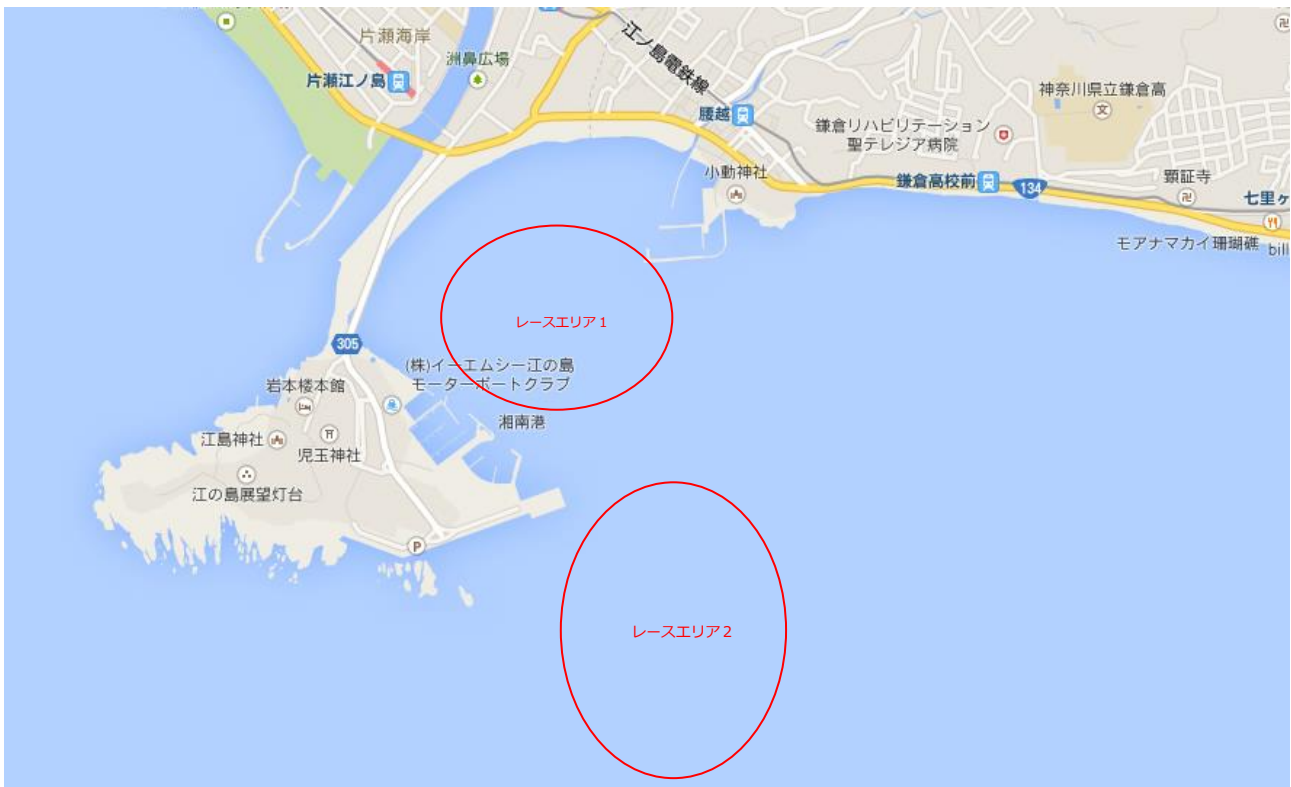 片瀬海岸
洲鼻広場
片瀬江ノ島
江ノ島電鉄線
腰越
神奈川県立鎌倉高
鎌倉リハビリテーション
聖テレジア病院
小動神社
鎌倉高校前
134
顕証寺
七里ヶ
モアナマカイ珊瑚礁
bill
レースエリア1
305
(株)イーエムシー江の島
モーターボートクラブ
岩本楼本館
湘南港
江島神社
児玉神社
江の島展望灯台
P
レースエリア2